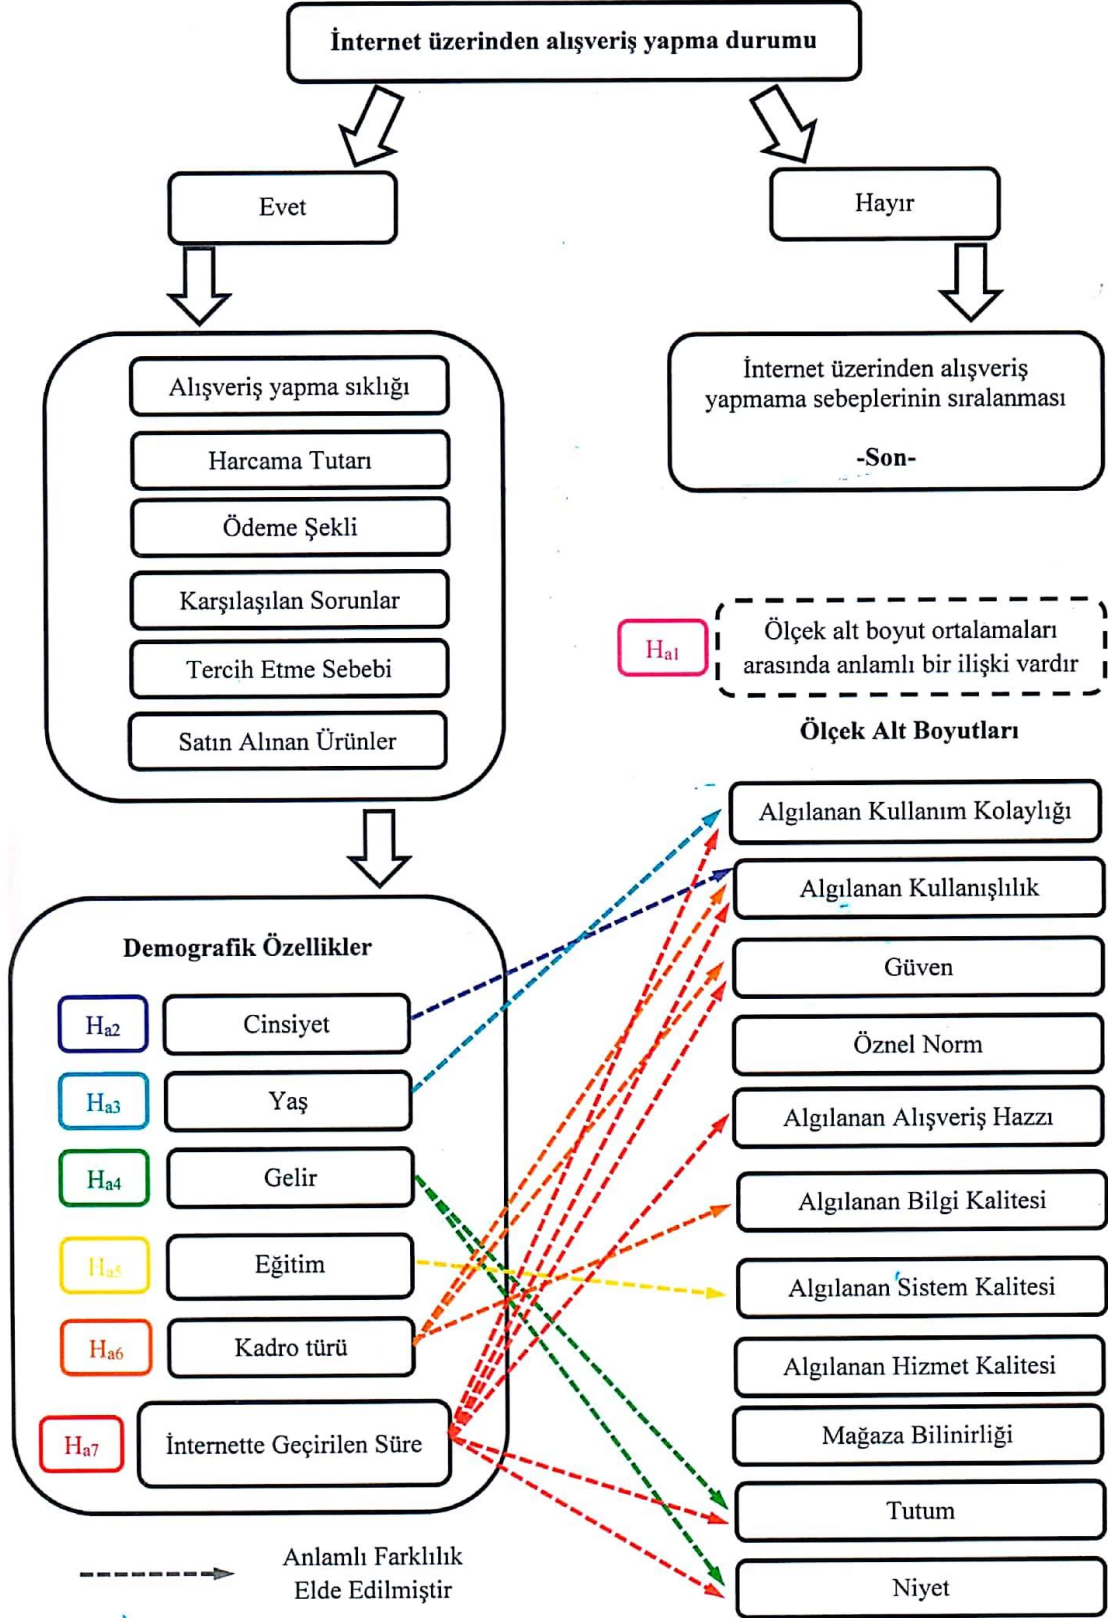 İnternet üzerinden alışveriş yapma durumu
Evet
Hayır
Alışveriş yapma sıklığı
Harcama Tutarı
Ödeme Şekli
Karşılaşılan Sorunlar
Tercih Etme Sebebi
Satın Alınan Ürünler
İnternet üzerinden alışveriş
yapmama sebeplerinin sıralanması
-Son-
Ha1
Ölçek alt boyut ortalamaları
arasında anlamlı bir ilişki vardır
Ölçek Alt Boyutları
Algılanan Kullanım Kolaylığı
Algılanan Kullanışlılık
Güven
Öznel Norm
Algılanan Alışveriş Hazzı
Algılanan Bilgi Kalitesi
Algılanan Sistem Kalitesi
Algılanan Hizmet Kalitesi
Mağaza Bilinirliği
Tutum
Niyet
Demografik Özellikler
Ha2 Cinsiyet
Ha3 Yaş
Ha4 Gelir
Ha5 Eğitim
Ha6 Kadro türü
Ha7 İnternette Geçirilen Süre
Anlamlı Farklılık
Elde Edilmiştir